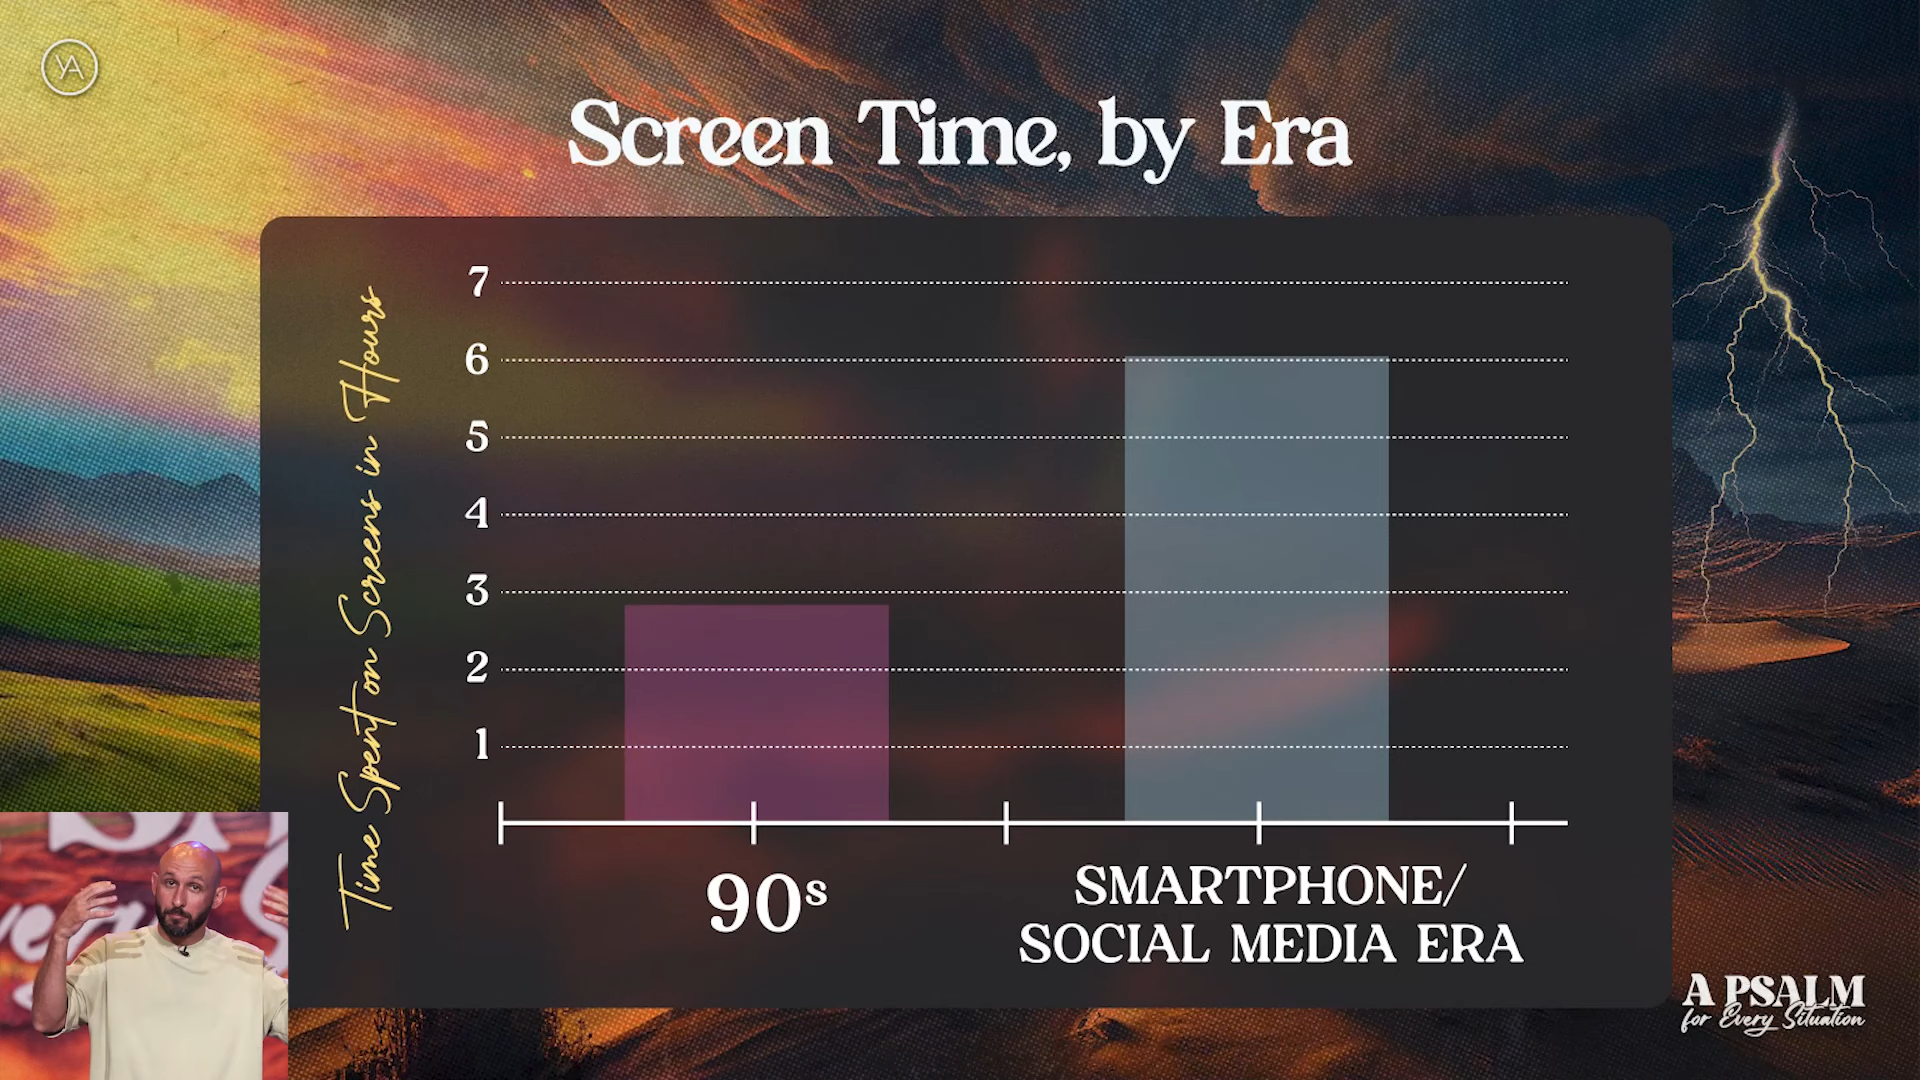 YA
Screen Time, by Era
Time Spent on Screens in Hours
7
6
5
4
3
2
1
90s
SMARTPHONE/
SOCIAL MEDIA ERA
A PSALM
for Every Situation